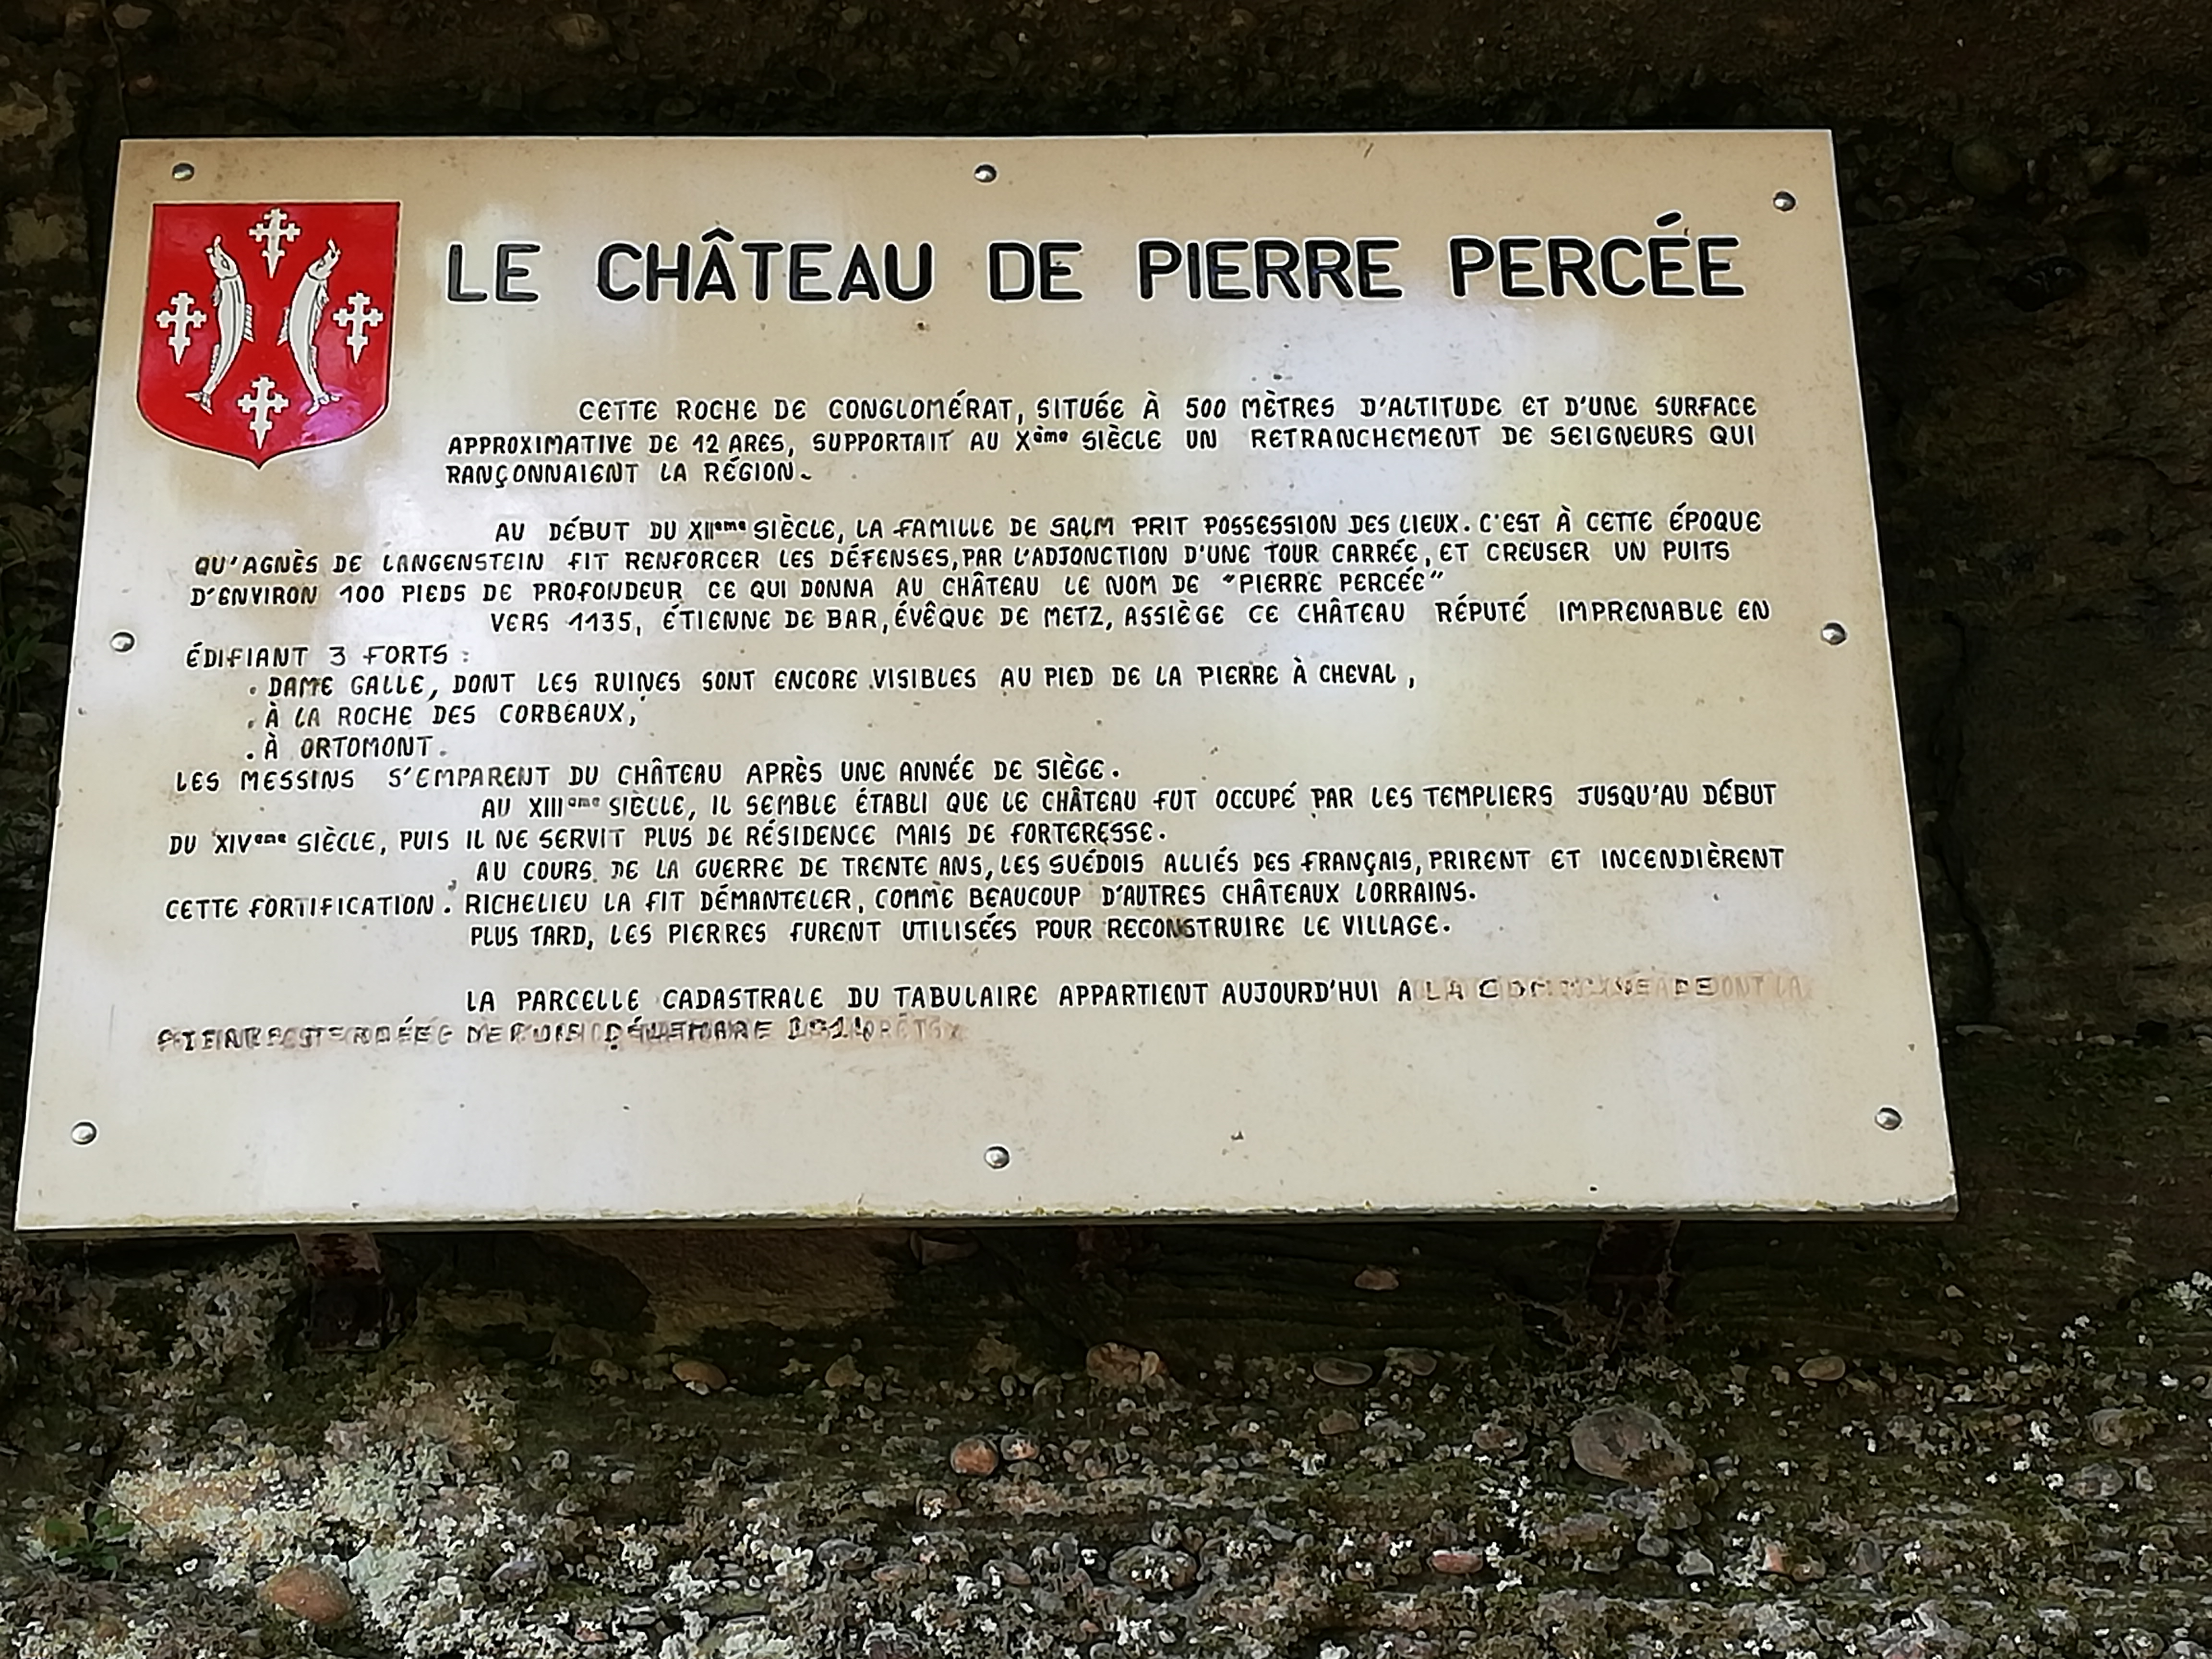 LE CHÂTEAU DE PIERRE PERCÉE
CETTE ROCHE DE CONGLOMÉRAT, SITUÉE À 500 MÈTRES D'ALTITUDE ET D'UNE SURFACE
APPROXIMATIVE DE 12 ARES, SUPPORTAIT AU Xème SIÈCLE UN RETRANCHEMENT DE SEIGNEURS QUI
RANÇONNAIENT LA RÉGION.
AU DÉBUT DU XIIeme SIÈCLE, LA FAMILLE DE SALM PRIT POSSESSION DES LIEUX. C'EST À CETTE ÉPOQUE
QU'AGNÈS DE LANGENSTEIN FIT RENFORCER LES DÉFENSES, PAR L'ADJONCTION D'UNE TOUR CARRÉE, ET CREUSER UN PUITS
D'ENVIRON 100 PIEDS DE PROFONDEUR CE QUI DONNA AU CHÂTEAU LE NOM DE "PIERRE PERCÉE"
VERS 1135, ÉTIENNE DE BAR, ÉVÊQUE DE METZ, ASSIÈGE CE CHÂTEAU RÉPUTÉ IMPRENABLE EN
ÉDIFIANT 3 FORTS :
. DAME GALLE, DONT LES RUINES SONT ENCORE VISIBLES AU PIED DE LA PIERRE À CHEVAL,
. À LA ROCHE DES CORBEAUX,
. À ORTOMONT.
LES MESSINS S'EMPARENT DU CHÂTEAU APRÈS UNE ANNÉE DE SIÈGE.
AU XIIIeme SIÈCLE, IL SEMBLE ÉTABLI QUE LE CHÂTEAU FUT OCCUPÉ PAR LES TEMPLIERS JUSQU'AU DÉBUT
DU XIVeme SIÈCLE, PUIS IL NE SERVIT PLUS DE RÉSIDENCE MAIS DE FORTERESSE.
AU COURS DE LA GUERRE DE TRENTE ANS, LES SUÉDOIS ALLIÉS DES FRANÇAIS, PRIRENT ET INCENDIÈRENT
CETTE FORTIFICATION. RICHELIEU LA FIT DÉMANTELER, COMME BEAUCOUP D'AUTRES CHÂTEAUX LORRAINS.
PLUS TARD, LES PIERRES FURENT UTILISÉES POUR RECONSTRUIRE LE VILLAGE.
LA PARCELLE CADASTRALE DU TABULAIRE APPARTIENT AUJOURD'HUI A LA COMMUNE DE
DEPUIS